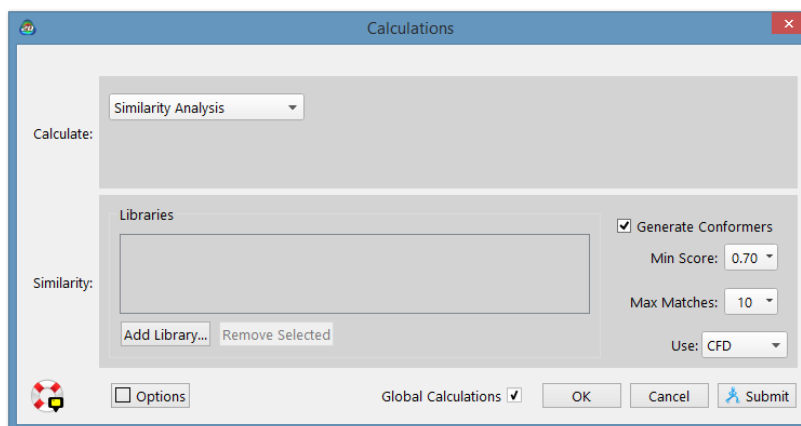 Calculations
Calculate:
Similarity Analysis
Similarity:
Libraries
Add Library...
Remove Selected
Generate Conformers
Min Score: 0.70
Max Matches: 10
Use: CFD
Options
Global Calculations
OK
Cancel
Submit